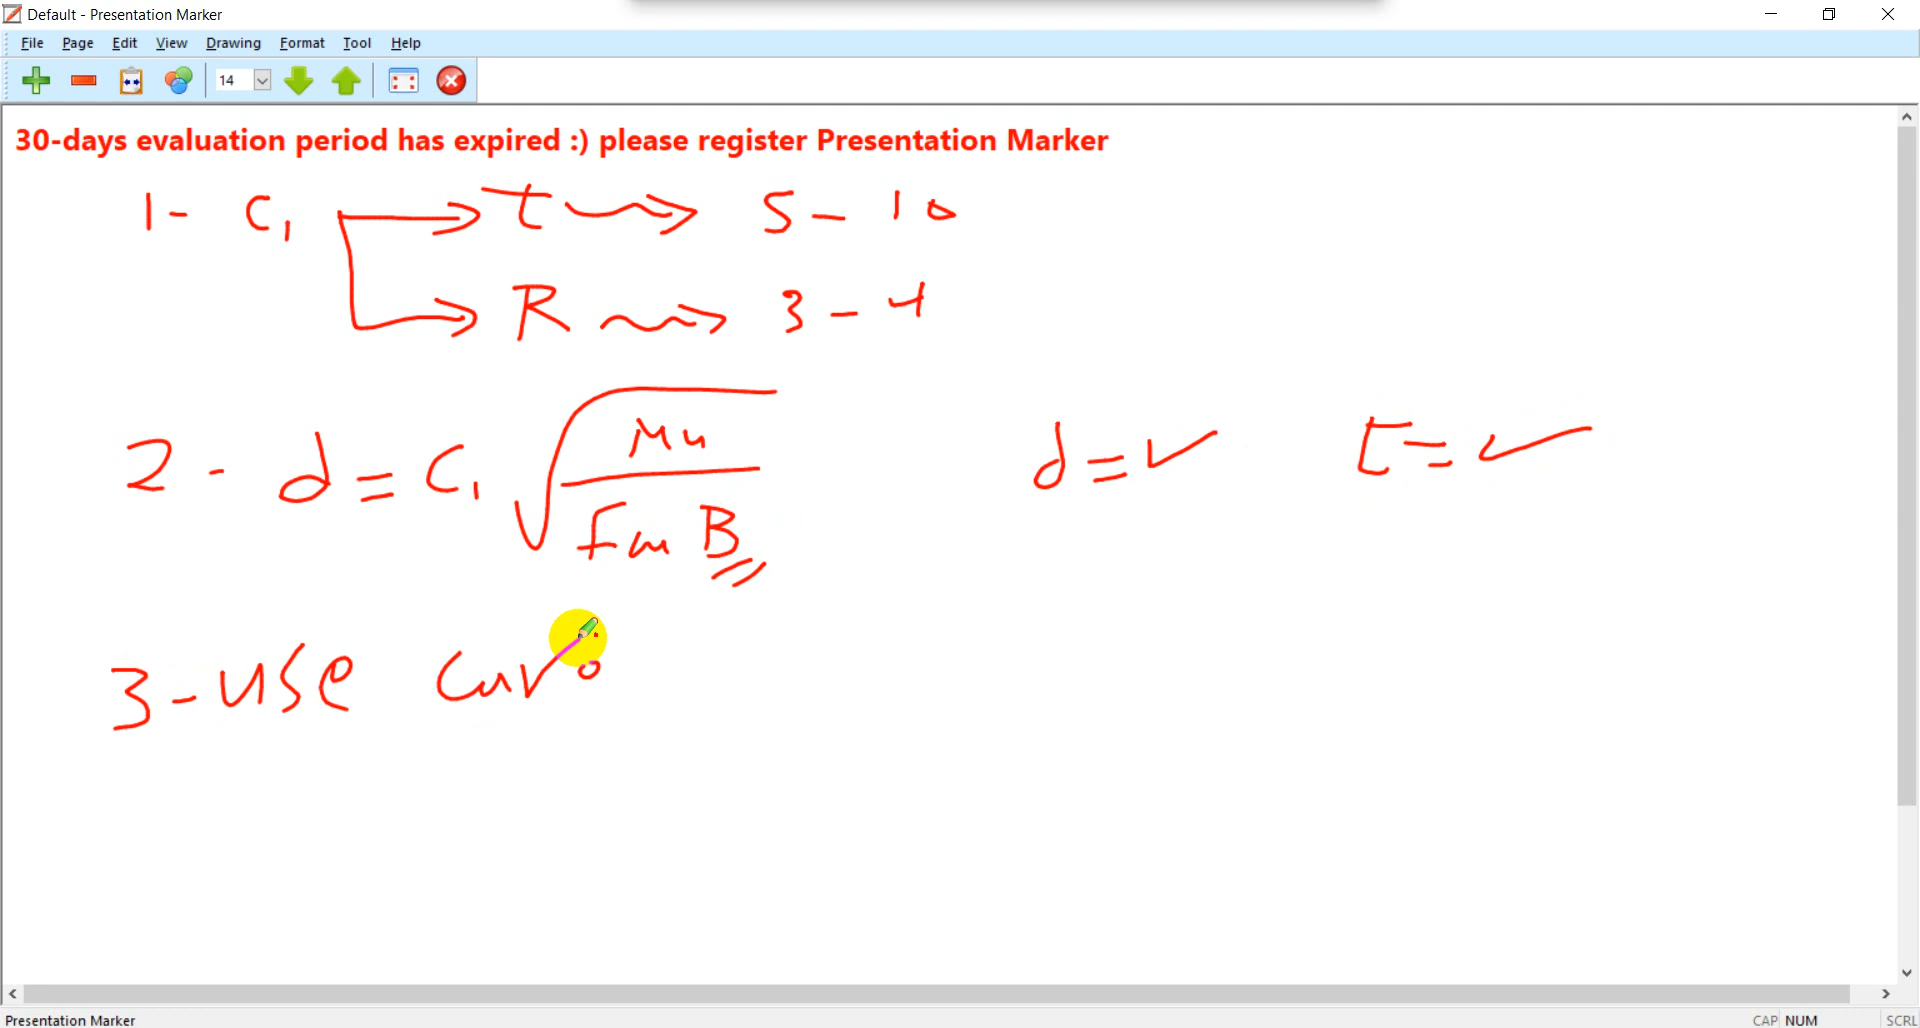 Default - Presentation Marker
File Page Edit View Drawing Format Tool Help
14
30-days evaluation period has expired :) please register Presentation Marker
1- C₁ → t → 5 - 10
→ R → 3 - 4
2 - d = C₁ √(Mu / Fcu B) d = ✓ t = ✓
3 - use Curv
Presentation Marker CAP NUM SCRL